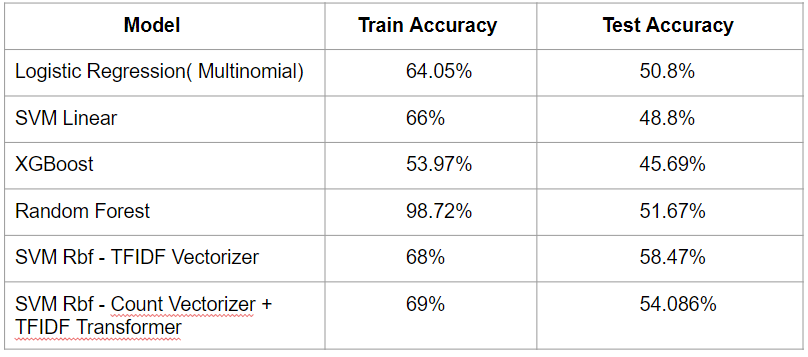 Model Train Accuracy Test Accuracy
Logistic Regression( Multinomial) 64.05% 50.8%
SVM Linear 66% 48.8%
XGBoost 53.97% 45.69%
Random Forest 98.72% 51.67%
SVM Rbf - TFIDF Vectorizer 68% 58.47%
SVM Rbf - Count Vectorizer + 69% 54.086%
TFIDF Transformer